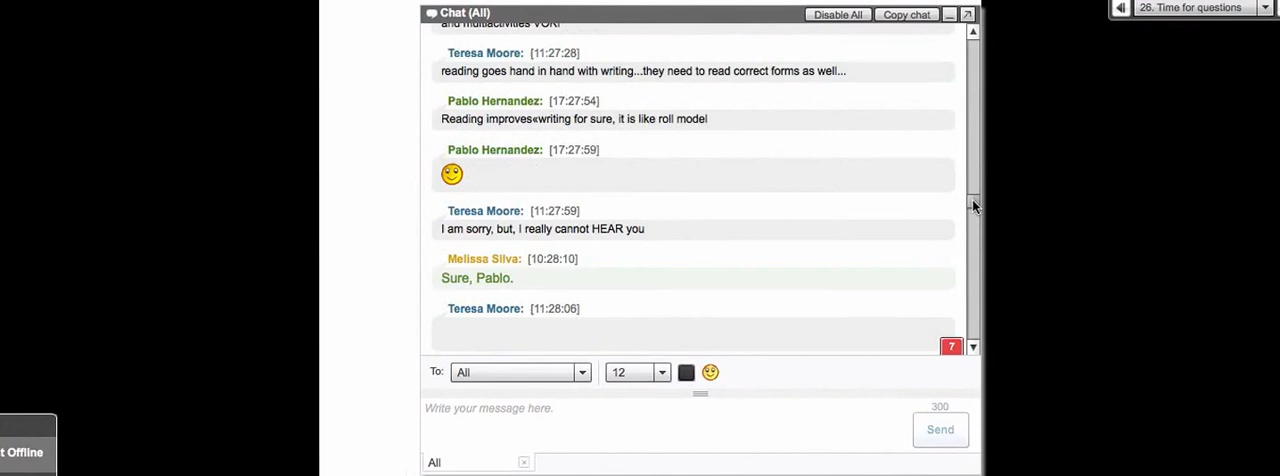 Chat (All)
Disable All
Copy chat
26. Time for questions
and multiactivities VOKI
Teresa Moore: [11:27:28]
reading goes hand in hand with writing...they need to read correct forms as well...
Pablo Hernandez: [17:27:54]
Reading improves«writing for sure, it is like roll model
Pablo Hernandez: [17:27:59]
Teresa Moore: [11:27:59]
I am sorry, but, I really cannot HEAR you
Melissa Silva: [10:28:10]
Sure, Pablo.
Teresa Moore: [11:28:06]
7
To: All 12
Write your message here.
300
Send
t Offline
All